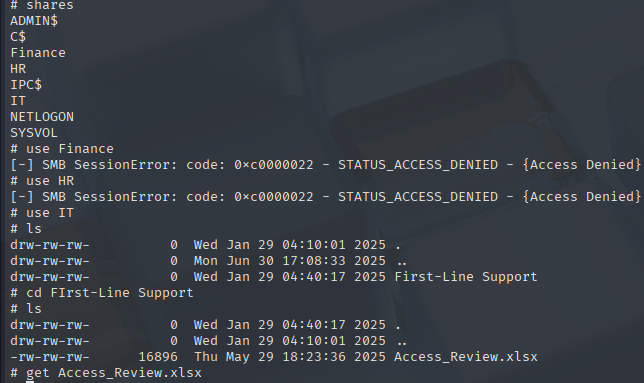 # shares
ADMIN$
C$
Finance
HR
IPC$
IT
NETLOGON
SYSVOL
# use Finance
[-] SMB SessionError: code: 0xc0000022 - STATUS_ACCESS_DENIED - {Access Denied}
# use HR
[-] SMB SessionError: code: 0xc0000022 - STATUS_ACCESS_DENIED - {Access Denied}
# use IT
# ls
drw-rw-rw-          0  Wed Jan 29 04:10:01 2025 .
drw-rw-rw-          0  Mon Jun 30 17:08:33 2025 ..
drw-rw-rw-          0  Wed Jan 29 04:40:17 2025 First-Line Support
# cd FIrst-Line Support
# ls
drw-rw-rw-          0  Wed Jan 29 04:40:17 2025 .
drw-rw-rw-          0  Wed Jan 29 04:10:01 2025 ..
-rw-rw-rw-      16896  Thu May 29 18:23:36 2025 Access_Review.xlsx
# get Access_Review.xlsx